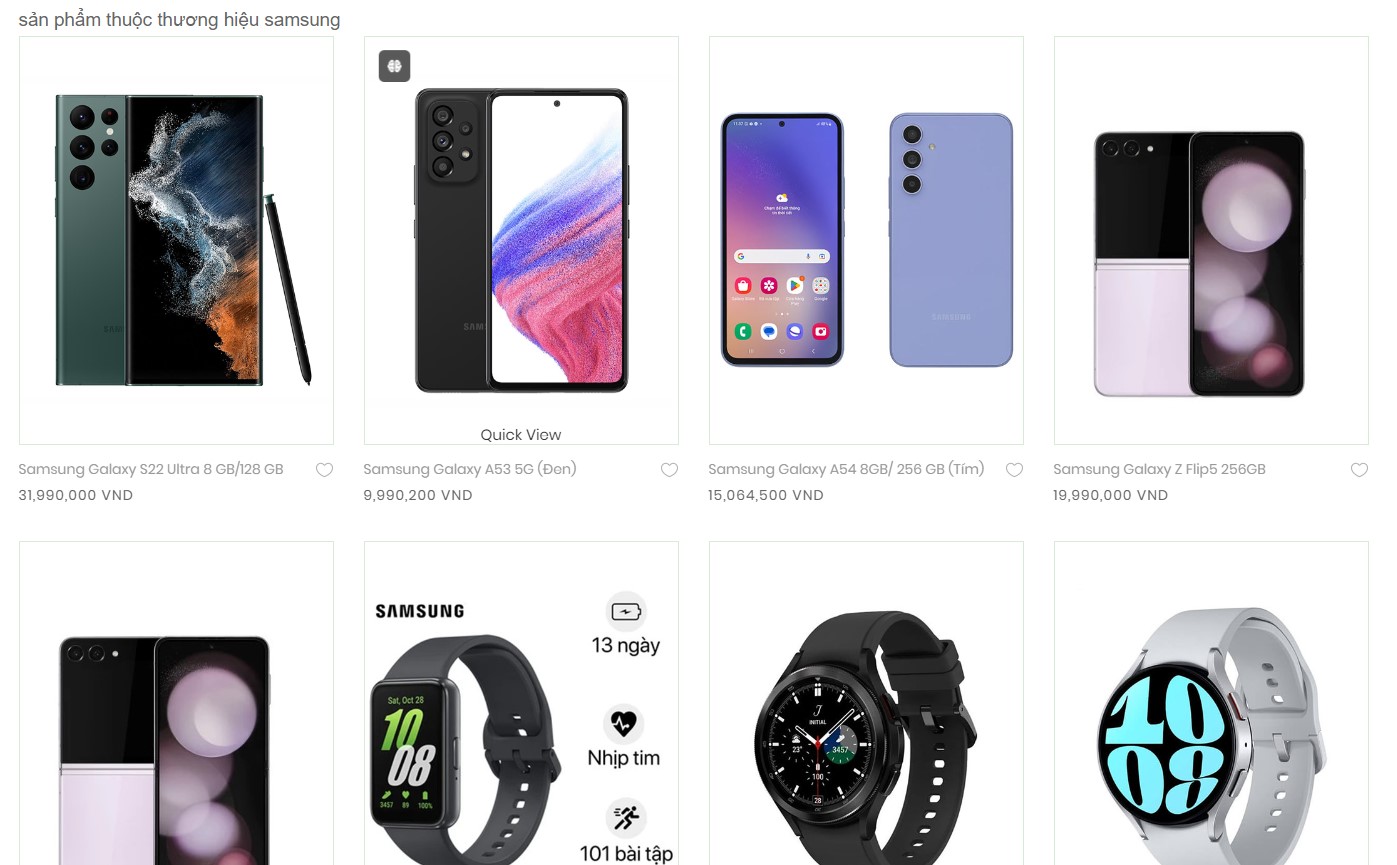 sản phẩm thuộc thương hiệu samsung
Quick View
Samsung Galaxy S22 Ultra 8 GB/128 GB
31,990,000 VND
Samsung Galaxy A53 5G (Đen)
9,990,200 VND
SAMSUNG
Samsung Galaxy A54 8GB/ 256 GB (Tím)
15,064,500 VND
Samsung Galaxy Z Flip5 256GB
19,990,000 VND
SAMSUNG
13 ngày
Nhịp tim
101 bài tập
Sat, Oct 28
10
08
3457 89 100%
INITIAL
23°
3457
100
28
10
08